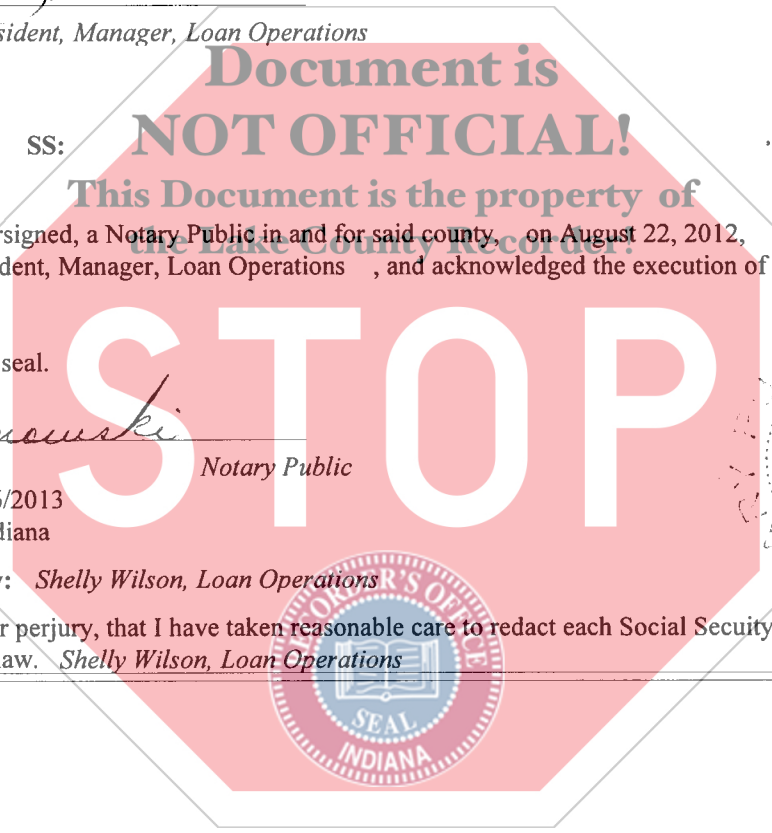 sident, Manager, Loan Operations
Document is
NOT OFFICIAL!
SS:
This Document is the property of
the Lake County Recorder!
rsigned, a Notary Public in and for said county, on August 22, 2012,
dent, Manager, Loan Operations , and acknowledged the execution of
STOP
seal.
nowski
Notary Public
/2013
diana
: Shelly Wilson, Loan Operations
r perjury, that I have taken reasonable care to redact each Social Secuity
aw. Shelly Wilson, Loan Operations
RECORDER'S OFFICE
SEAL
INDIANA